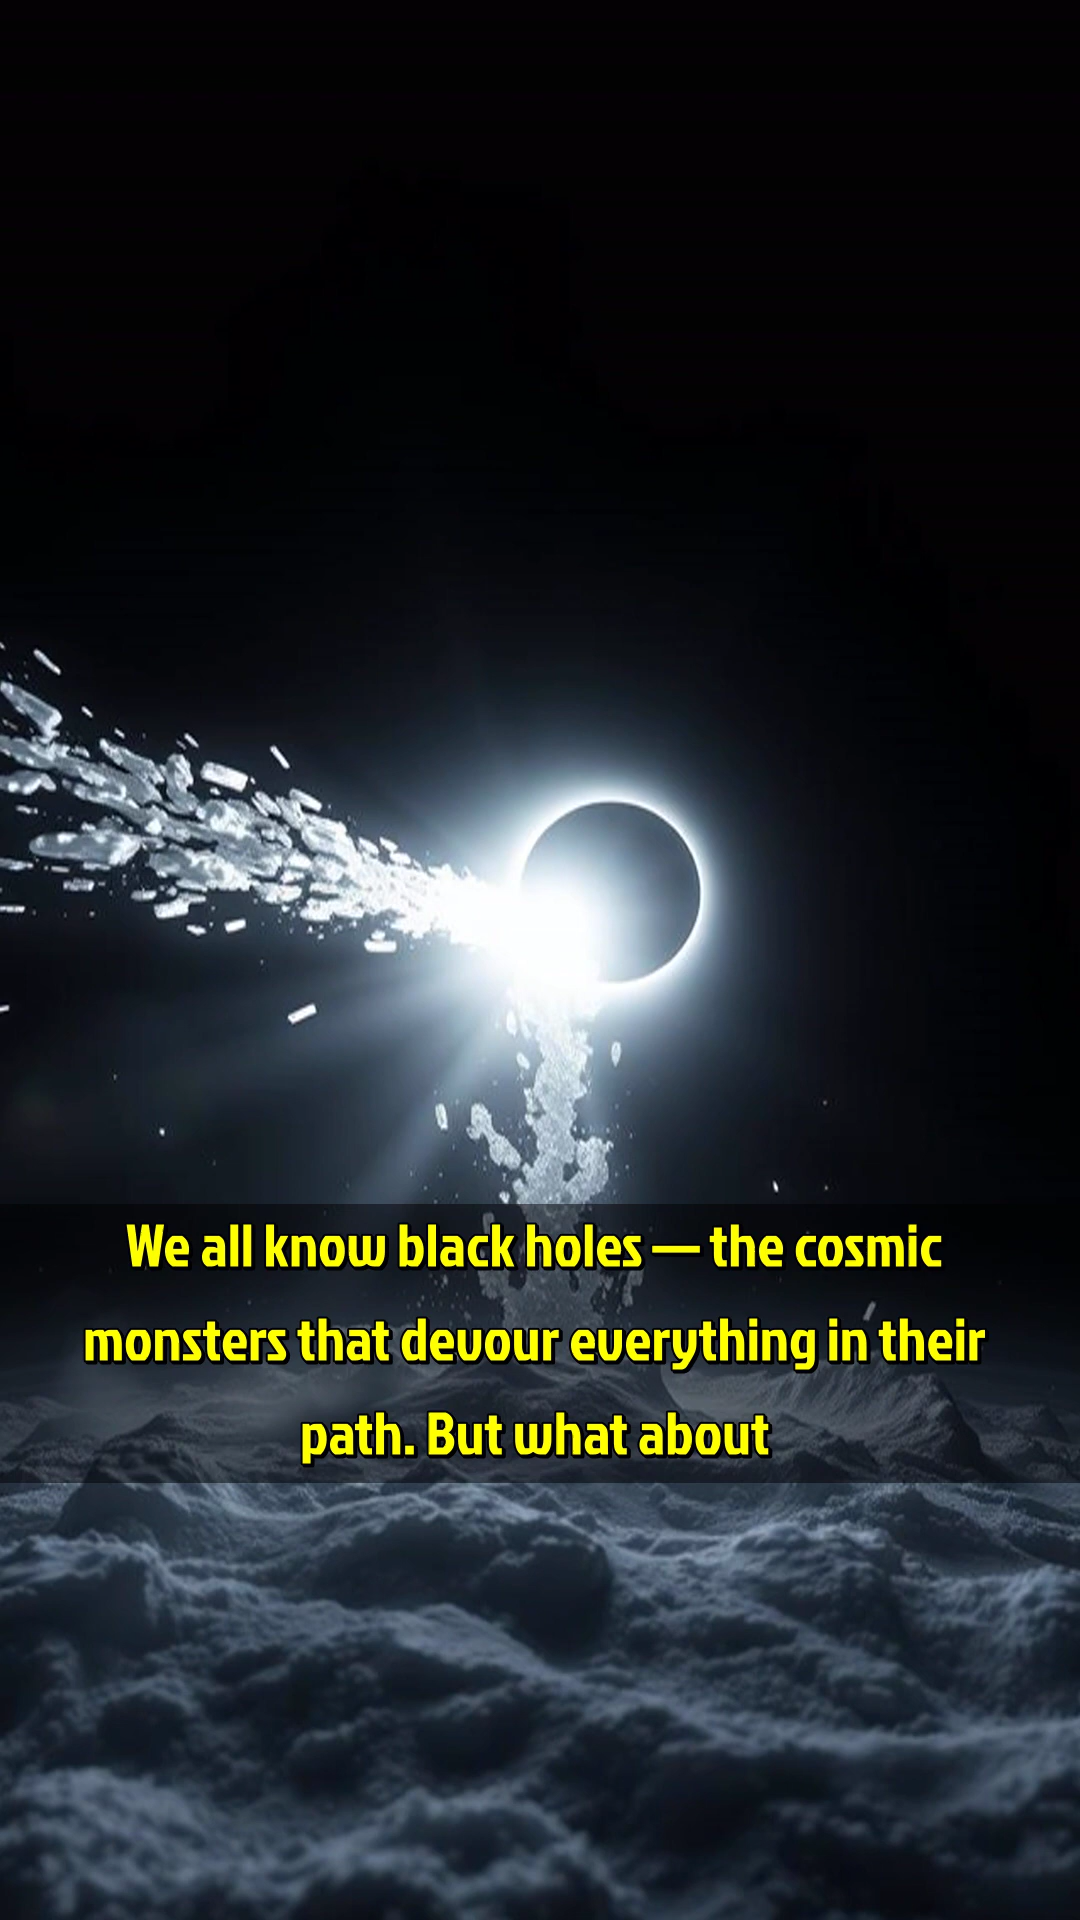 We all know black holes — the cosmic
monsters that devour everything in their
path. But what about